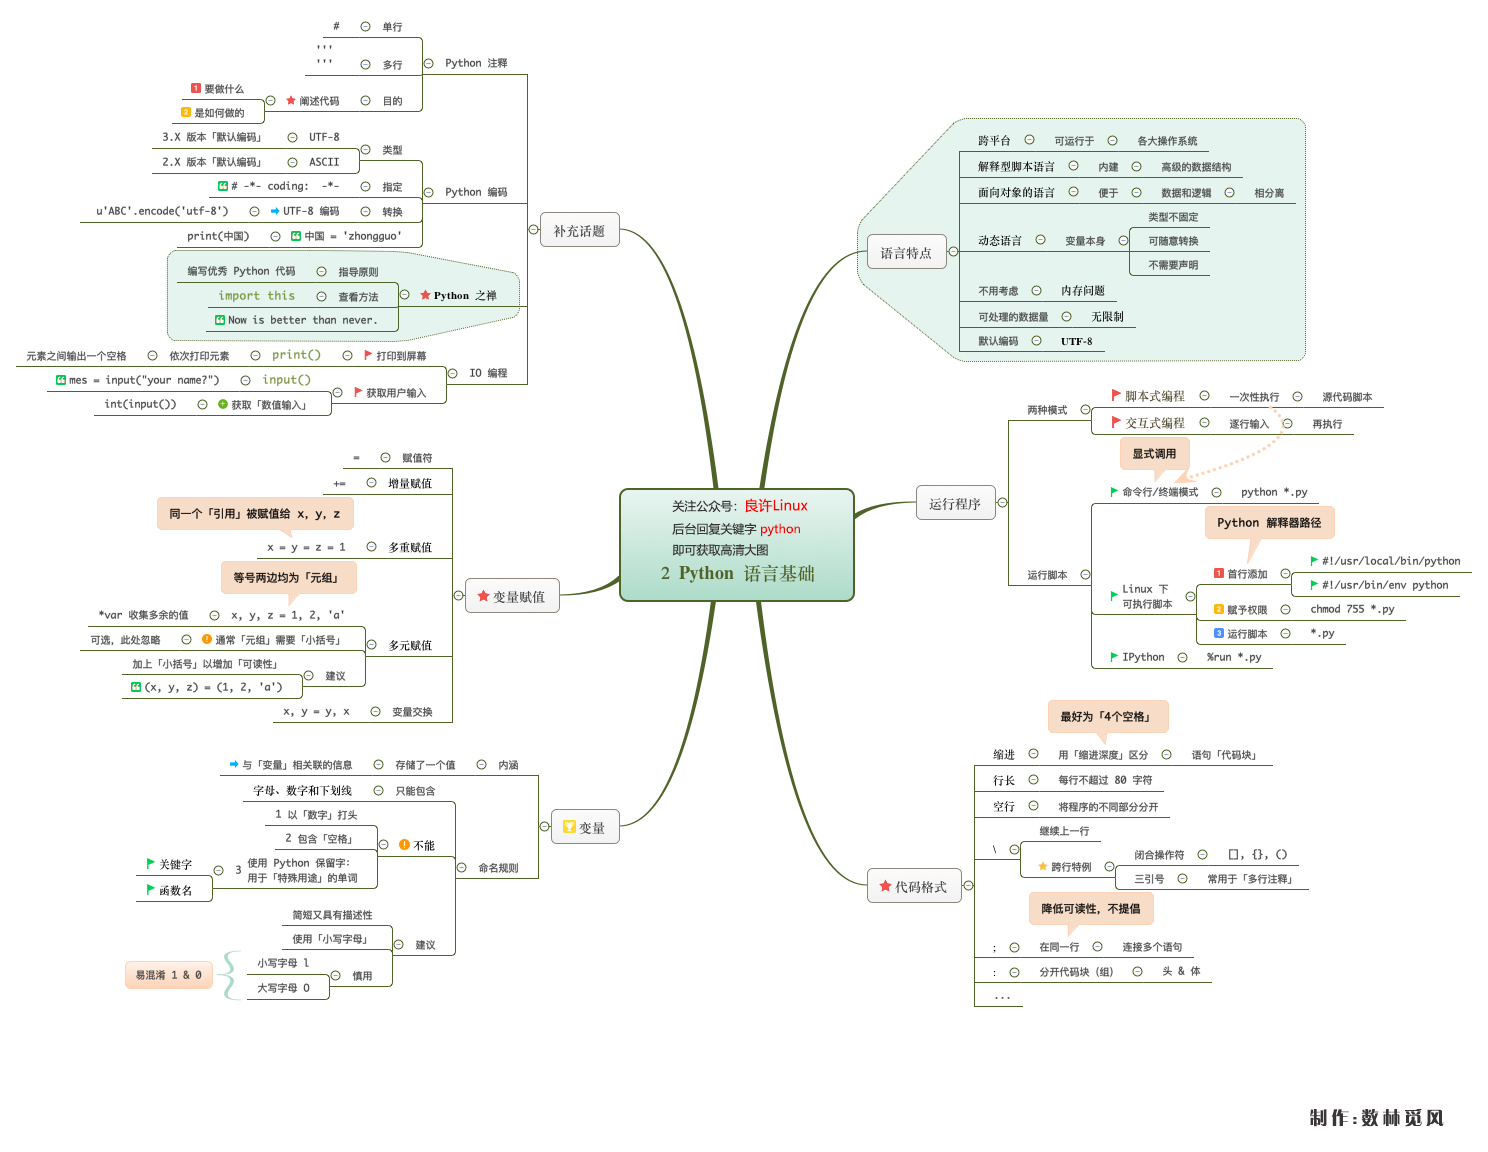 关注公众号：良许Linux
后台回复关键字 python
即可获取高清大图
2 Python 语言基础
语言特点
跨平台
可运行于
各大操作系统
解释型脚本语言
内建
高级的数据结构
面向对象的语言
便于
数据和逻辑
相分离
动态语言
变量本身
类型不固定
可随意转换
不需要声明
不用考虑
内存问题
可处理的数据量
无限制
默认编码
UTF-8
运行程序
两种模式
脚本式编程
一次性执行
源代码脚本
交互式编程
逐行输入
再执行
显式调用
运行脚本
命令行/终端模式
python *.py
Python 解释器路径
Linux 下
可执行脚本
1 首行添加
#!/usr/local/bin/python
#!/usr/bin/env python
2 赋予权限
chmod 755 *.py
3 运行脚本
*.py
IPython
%run *.py
代码格式
最好为「4个空格」
缩进
用「缩进深度」区分
语句「代码块」
行长
每行不超过 80 字符
空行
将程序的不同部分分开
\
继续上一行
跨行特例
闭合操作符
[], {}, ()
三引号
常用于「多行注释」
降低可读性，不提倡
;
在同一行
连接多个语句
:
分开代码块（组）
头 & 体
...
补充话题
Python 注释
#
单行
'''
'''
多行
1 要做什么
2 是如何做的
阐述代码
目的
Python 编码
3.X 版本「默认编码」
UTF-8
2.X 版本「默认编码」
ASCII
类型
# -*- coding:  -*-
指定
u'ABC'.encode('utf-8')
UTF-8 编码
转换
print(中国)
中国 = 'zhongguo'
Python 之禅
编写优秀 Python 代码
指导原则
import this
查看方法
Now is better than never.
IO 编程
元素之间输出一个空格
依次打印元素
print()
打印到屏幕
mes = input("your name?")
input()
int(input())
获取「数值输入」
获取用户输入
变量赋值
=
赋值符
+=
增量赋值
同一个「引用」被赋值给 x, y, z
x = y = z = 1
多重赋值
等号两边均为「元组」
*var 收集多余的值
x, y, z = 1, 2, 'a'
可选，此处忽略
通常「元组」需要「小括号」
多元赋值
加上「小括号」以增加「可读性」
(x, y, z) = (1, 2, 'a')
建议
x, y = y, x
变量交换
变量
与「变量」相关联的信息
存储了一个值
内涵
字母、数字和下划线
只能包含
1 以「数字」打头
2 包含「空格」
不能
关键字
函数名
3 使用 Python 保留字：
用于「特殊用途」的单词
命名规则
简短又具有描述性
使用「小写字母」
建议
易混淆 1 & 0
小写字母 l
大写字母 O
慎用
制作：数林觅风